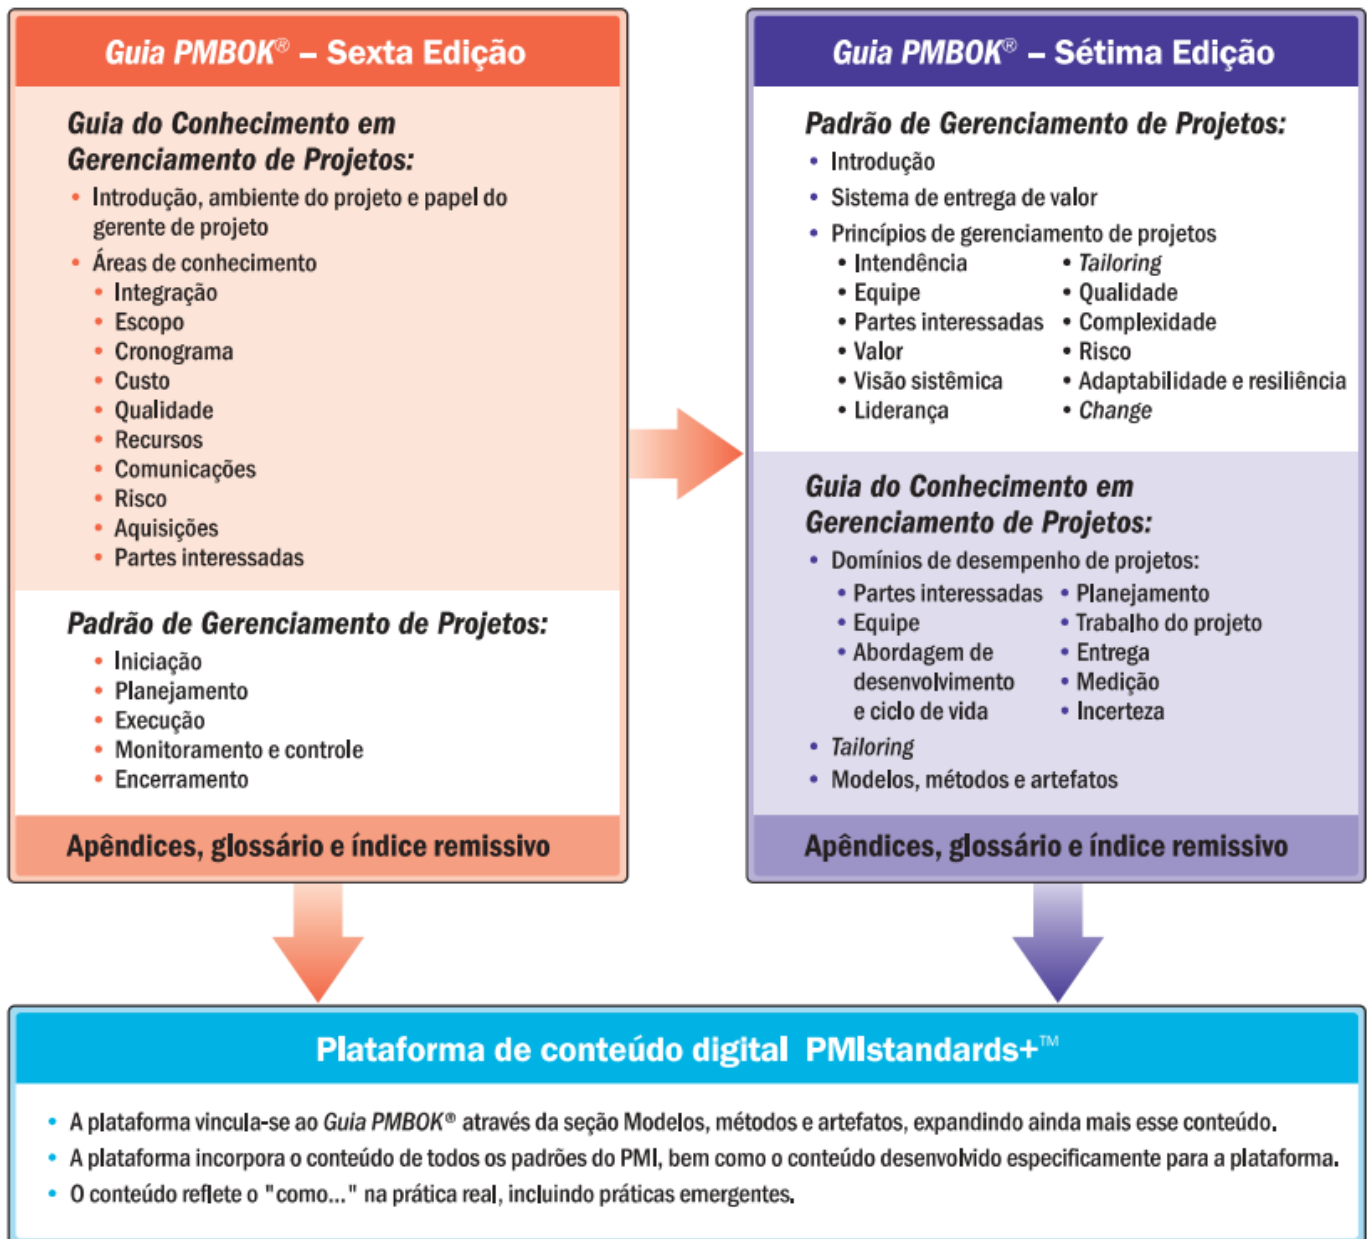 Guia PMBOK® – Sexta Edição
Guia do Conhecimento em
Gerenciamento de Projetos:
• Introdução, ambiente do projeto e papel do
gerente de projeto
• Áreas de conhecimento
• Integração
• Escopo
• Cronograma
• Custo
• Qualidade
• Recursos
• Comunicações
• Risco
• Aquisições
• Partes interessadas
Padrão de Gerenciamento de Projetos:
• Iniciação
• Planejamento
• Execução
• Monitoramento e controle
• Encerramento
Apêndices, glossário e índice remissivo
Guia PMBOK® – Sétima Edição
Padrão de Gerenciamento de Projetos:
• Introdução
• Sistema de entrega de valor
• Princípios de gerenciamento de projetos
• Intendência
• Equipe
• Partes interessadas
• Valor
• Visão sistêmica
• Liderança
• Tailoring
• Qualidade
• Complexidade
• Risco
• Adaptabilidade e resiliência
• Change
Guia do Conhecimento em
Gerenciamento de Projetos:
• Domínios de desempenho de projetos:
• Partes interessadas
• Equipe
• Abordagem de
desenvolvimento
e ciclo de vida
• Planejamento
• Trabalho do projeto
• Entrega
• Medição
• Incerteza
• Tailoring
• Modelos, métodos e artefatos
Apêndices, glossário e índice remissivo
Plataforma de conteúdo digital PMIstandards+™
• A plataforma vincula-se ao Guia PMBOK® através da seção Modelos, métodos e artefatos, expandindo ainda mais esse conteúdo.
• A plataforma incorpora o conteúdo de todos os padrões do PMI, bem como o conteúdo desenvolvido especificamente para a plataforma.
• O conteúdo reflete o "como..." na prática real, incluindo práticas emergentes.